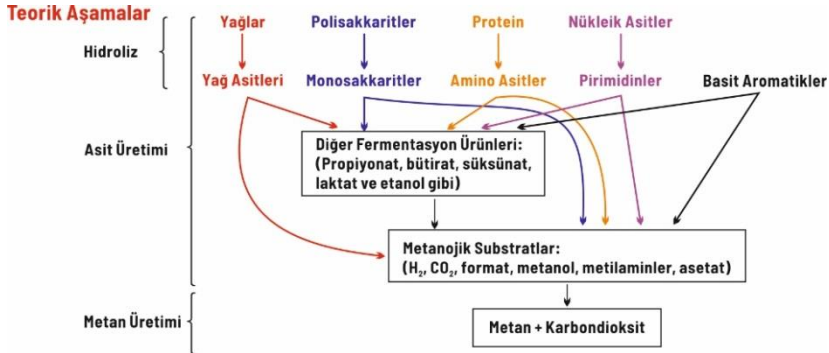 Teorik Aşamalar
Yağlar Polisakkaritler Protein Nükleik Asitler
Hidroliz
Yağ Asitleri Monosakkaritler Amino Asitler Pirimidinler Basit Aromatikler
Asit Üretimi
Diğer Fermentasyon Ürünleri:
(Propiyonat, bütirat, süksünat,
laktat ve etanol gibi)
Metanojik Substratlar:
(H₂, CO₂, format, metanol, metilaminler, asetat)
Metan Üretimi
Metan + Karbondioksit